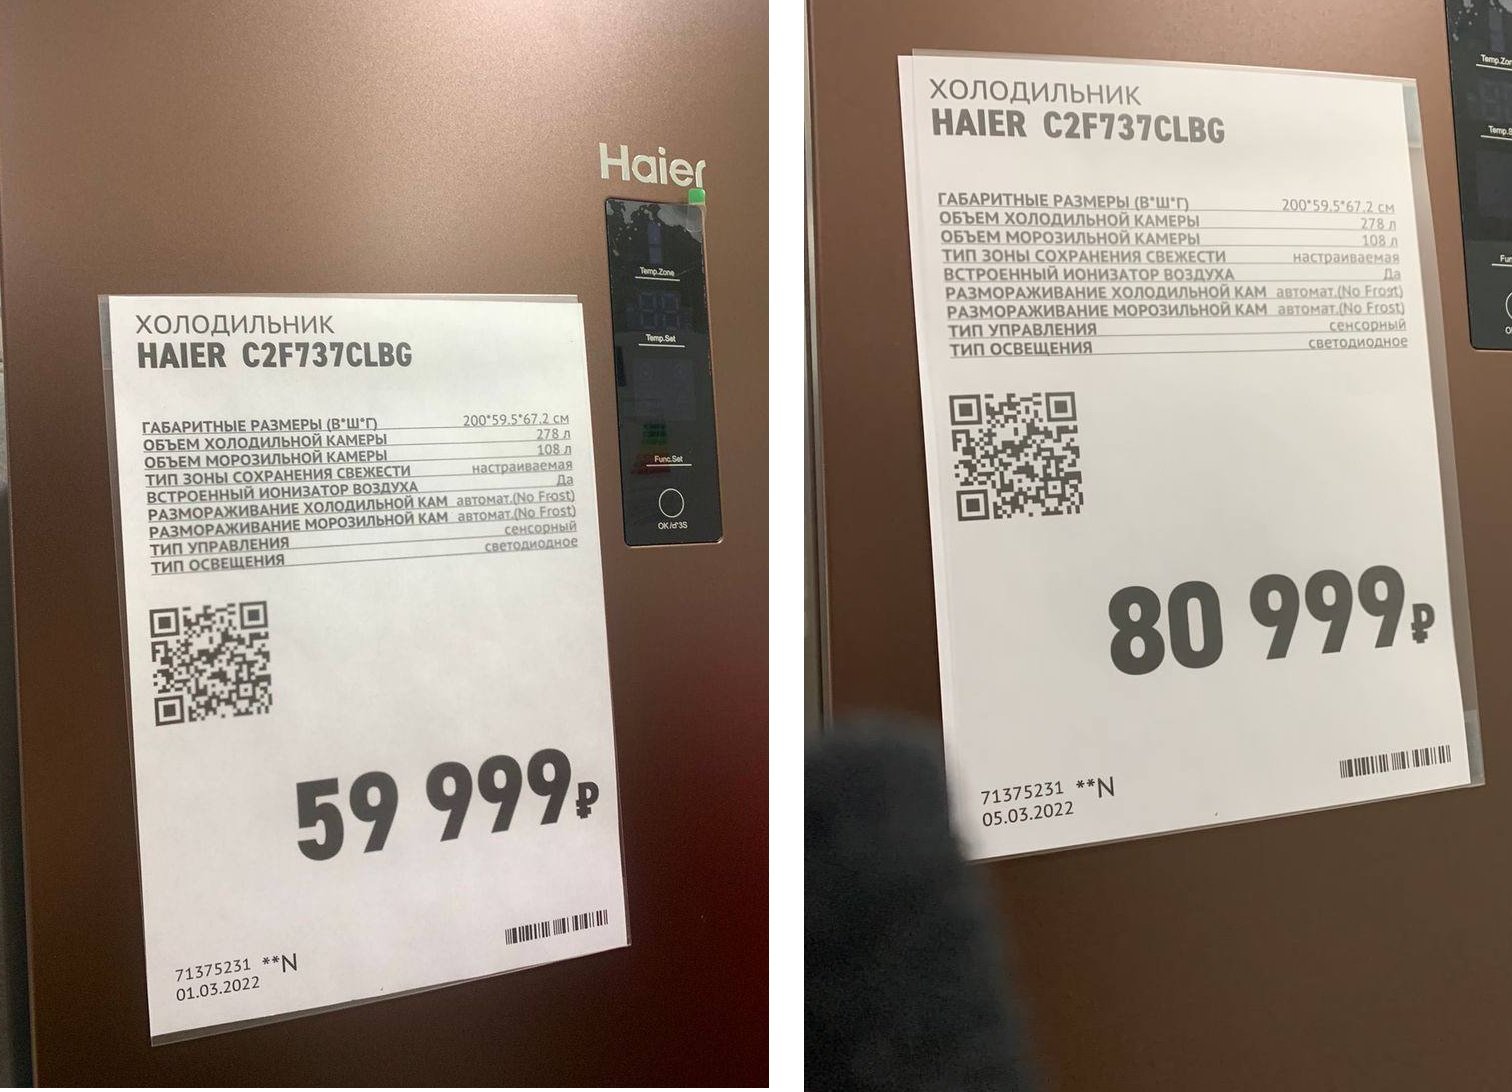 Haier
Temp.Zone
Temp.Set
Func.Set
OK/3S
ХОЛОДИЛЬНИК
HAIER C2F737CLBG
ГАБАРИТНЫЕ РАЗМЕРЫ (В*Ш*Г) 200*59.5*67.2 см
ОБЪЕМ ХОЛОДИЛЬНОЙ КАМЕРЫ 278 л
ОБЪЕМ МОРОЗИЛЬНОЙ КАМЕРЫ 108 л
ТИП ЗОНЫ СОХРАНЕНИЯ СВЕЖЕСТИ настраиваемая
ВСТРОЕННЫЙ ИОНИЗАТОР ВОЗДУХА Да
РАЗМОРАЖИВАНИЕ ХОЛОДИЛЬНОЙ КАМ автомат.(No Frost)
РАЗМОРАЖИВАНИЕ МОРОЗИЛЬНОЙ КАМ автомат.(No Frost)
ТИП УПРАВЛЕНИЯ сенсорный
ТИП ОСВЕЩЕНИЯ светодиодное
59 999₽
71375231 **N
01.03.2022
ХОЛОДИЛЬНИК
HAIER C2F737CLBG
ГАБАРИТНЫЕ РАЗМЕРЫ (В*Ш*Г) 200*59.5*67.2 см
ОБЪЕМ ХОЛОДИЛЬНОЙ КАМЕРЫ 278 л
ОБЪЕМ МОРОЗИЛЬНОЙ КАМЕРЫ 108 л
ТИП ЗОНЫ СОХРАНЕНИЯ СВЕЖЕСТИ настраиваемая
ВСТРОЕННЫЙ ИОНИЗАТОР ВОЗДУХА Да
РАЗМОРАЖИВАНИЕ ХОЛОДИЛЬНОЙ КАМ автомат.(No Frost)
РАЗМОРАЖИВАНИЕ МОРОЗИЛЬНОЙ КАМ автомат.(No Frost)
ТИП УПРАВЛЕНИЯ сенсорный
ТИП ОСВЕЩЕНИЯ светодиодное
80 999₽
71375231 **N
05.03.2022